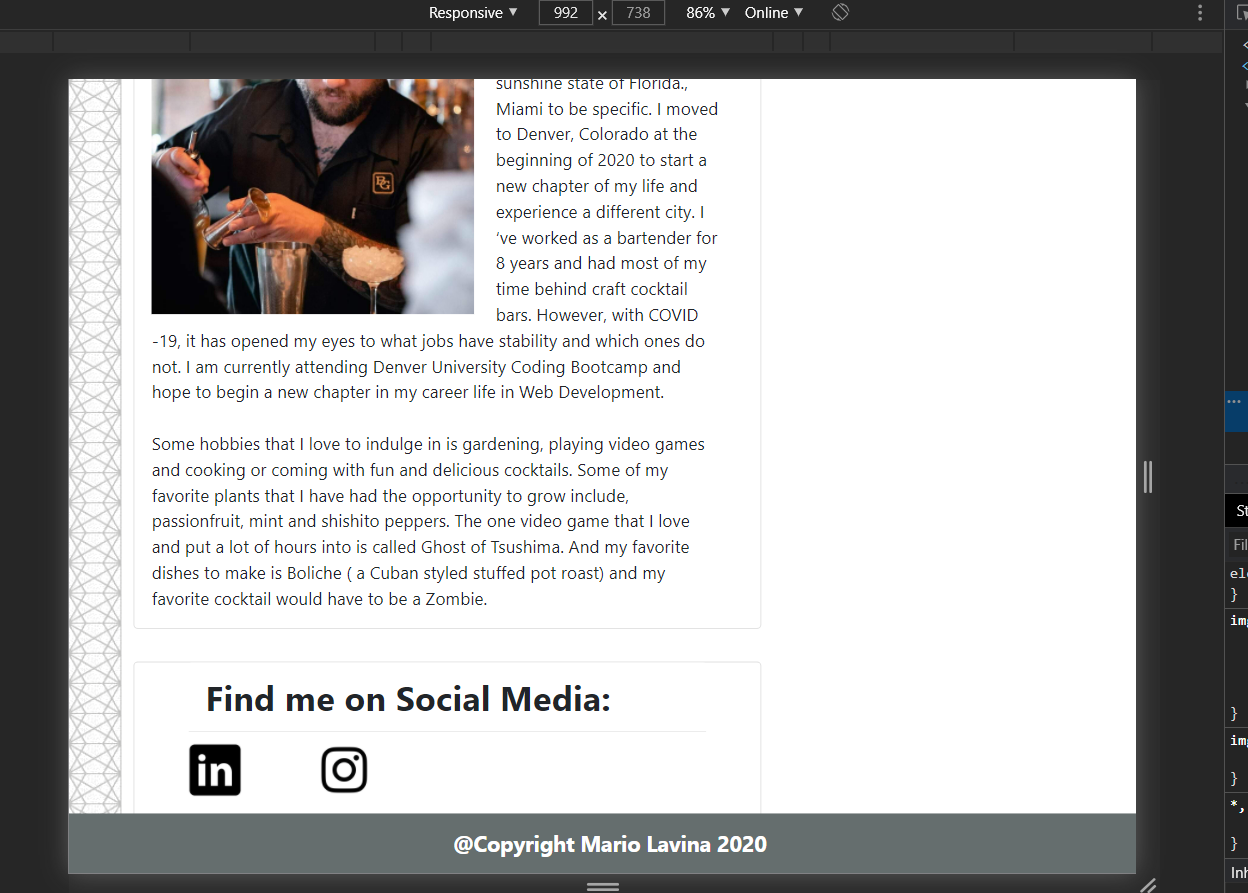 Responsive ▼ 992 × 738 86% ▼ Online ▼
sunshine state of Florida.,
Miami to be specific. I moved
to Denver, Colorado at the
beginning of 2020 to start a
new chapter of my life and
experience a different city. I
‘ve worked as a bartender for
8 years and had most of my
time behind craft cocktail
bars. However, with COVID
-19, it has opened my eyes to what jobs have stability and which ones do
not. I am currently attending Denver University Coding Bootcamp and
hope to begin a new chapter in my career life in Web Development.
Some hobbies that I love to indulge in is gardening, playing video games
and cooking or coming with fun and delicious cocktails. Some of my
favorite plants that I have had the opportunity to grow include,
passionfruit, mint and shishito peppers. The one video game that I love
and put a lot of hours into is called Ghost of Tsushima. And my favorite
dishes to make is Boliche ( a Cuban styled stuffed pot roast) and my
favorite cocktail would have to be a Zombie.
Find me on Social Media:
in
@Copyright Mario Lavina 2020
PG
St
Fil
ele
}
img
}
img
}
*,
}
Inh